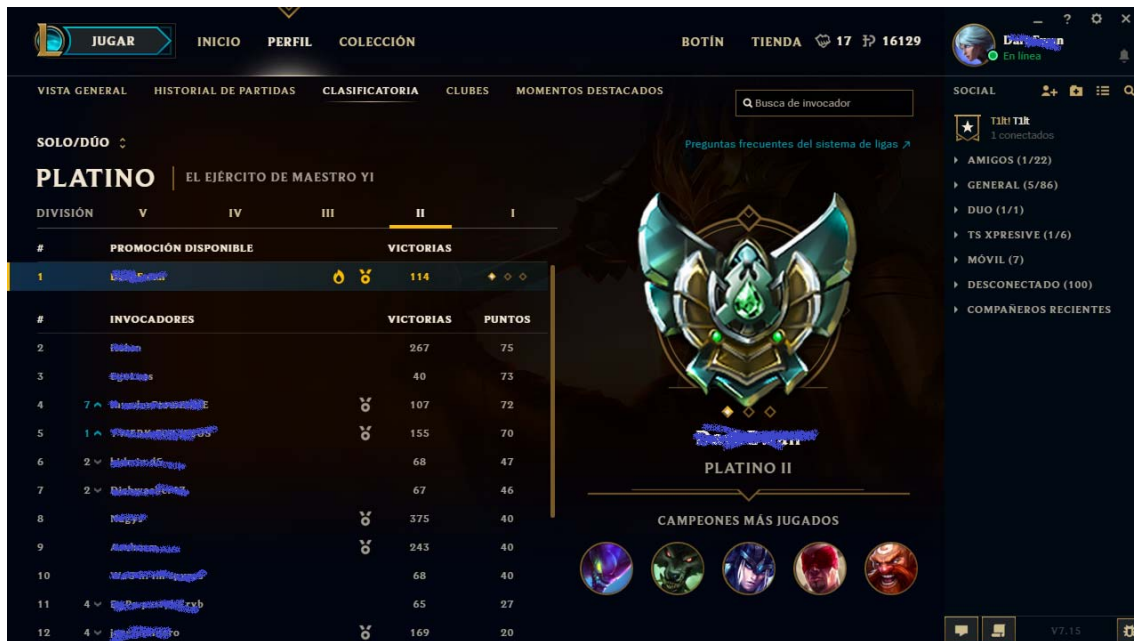 JUGAR INICIO PERFIL COLECCIÓN BOTÍN TIENDA 17 16129
En línea
VISTA GENERAL HISTORIAL DE PARTIDAS CLASIFICATORIA CLUBES MOMENTOS DESTACADOS
Busca de invocador
SOLO/DÚO
Preguntas frecuentes del sistema de ligas
PLATINO EL EJÉRCITO DE MAESTRO YI
DIVISIÓN V IV III II I
# PROMOCIÓN DISPONIBLE VICTORIAS
1 114
# INVOCADORES VICTORIAS PUNTOS
2 267 75
3 40 73
4 7 107 72
5 1 155 70
6 2 68 47
7 2 67 46
8 375 40
9 243 40
10 68 40
11 4 65 27
12 4 169 20
PLATINO II
CAMPEONES MÁS JUGADOS
SOCIAL
T1lt! T1lt
1 conectados
AMIGOS (1/22)
GENERAL (5/86)
DUO (1/1)
TS XPRESIVE (1/6)
MÓVIL (7)
DESCONECTADO (100)
COMPAÑEROS RECIENTES
V7.15